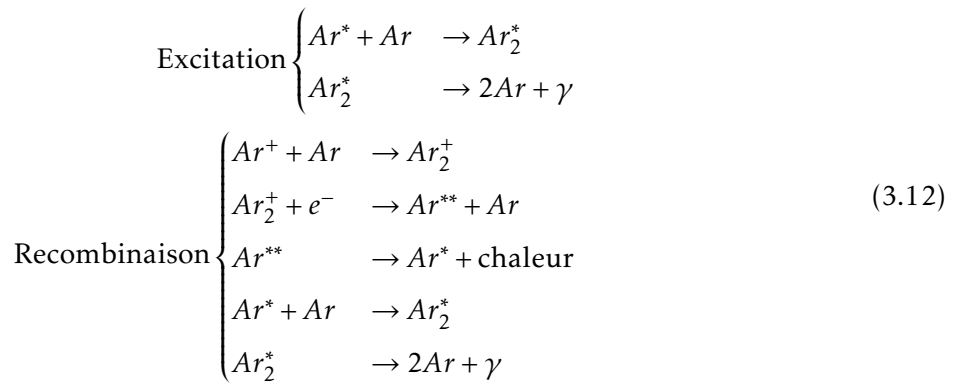 Excitation { Ar* + Ar → Ar₂*
Ar₂* → 2Ar + γ
Recombinaison { Ar⁺ + Ar → Ar₂⁺
Ar₂⁺ + e⁻ → Ar** + Ar
Ar** → Ar* + chaleur
Ar* + Ar → Ar₂*
Ar₂* → 2Ar + γ
(3.12)